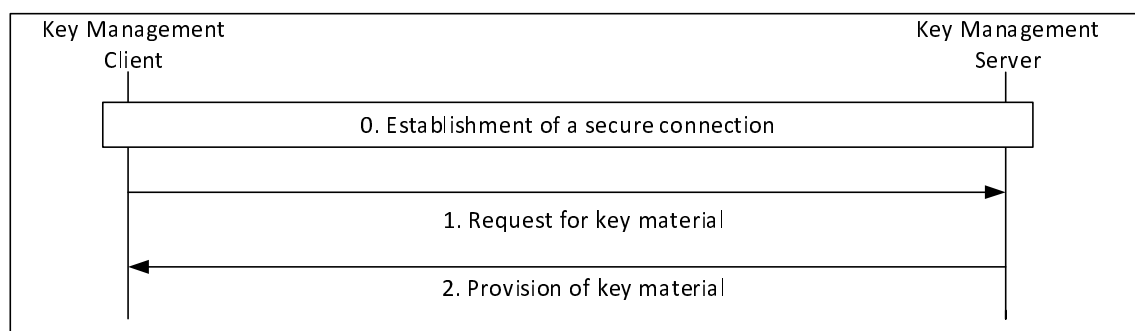 Key Management
Client
Key Management
Server
0. Establishment of a secure connection
1. Request for key material
2. Provision of key material